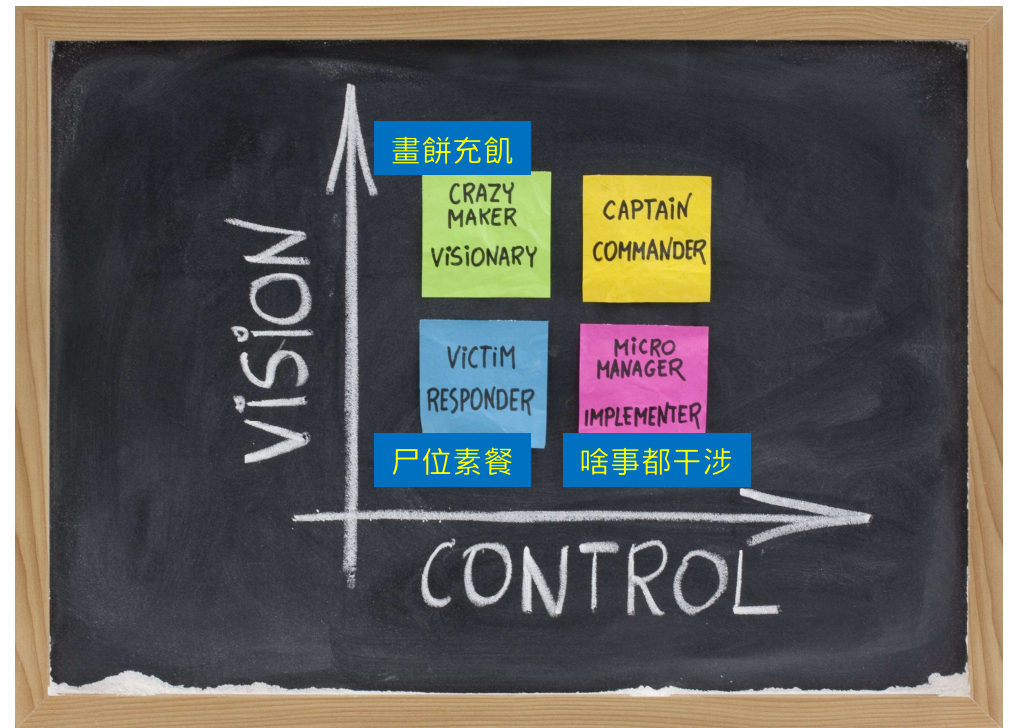 畫餅充飢
CRAZY
MAKER
VISIONARY
CAPTAIN
COMMANDER
VISION
VICTIM
RESPONDER
MICRO
MANAGER
IMPLEMENTER
尸位素餐
啥事都干涉
CONTROL